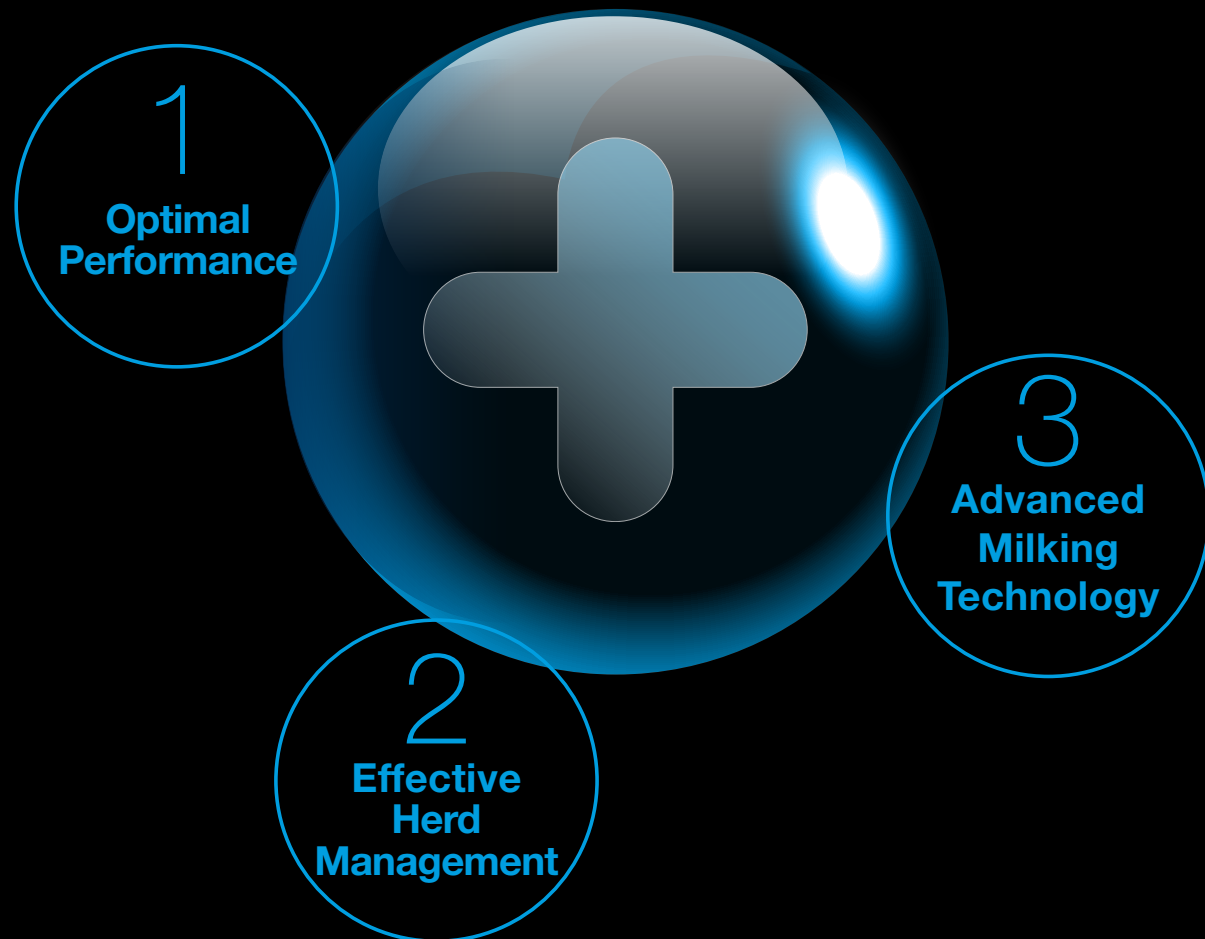 1
Optimal
Performance
2
Effective
Herd
Management
3
Advanced
Milking
Technology